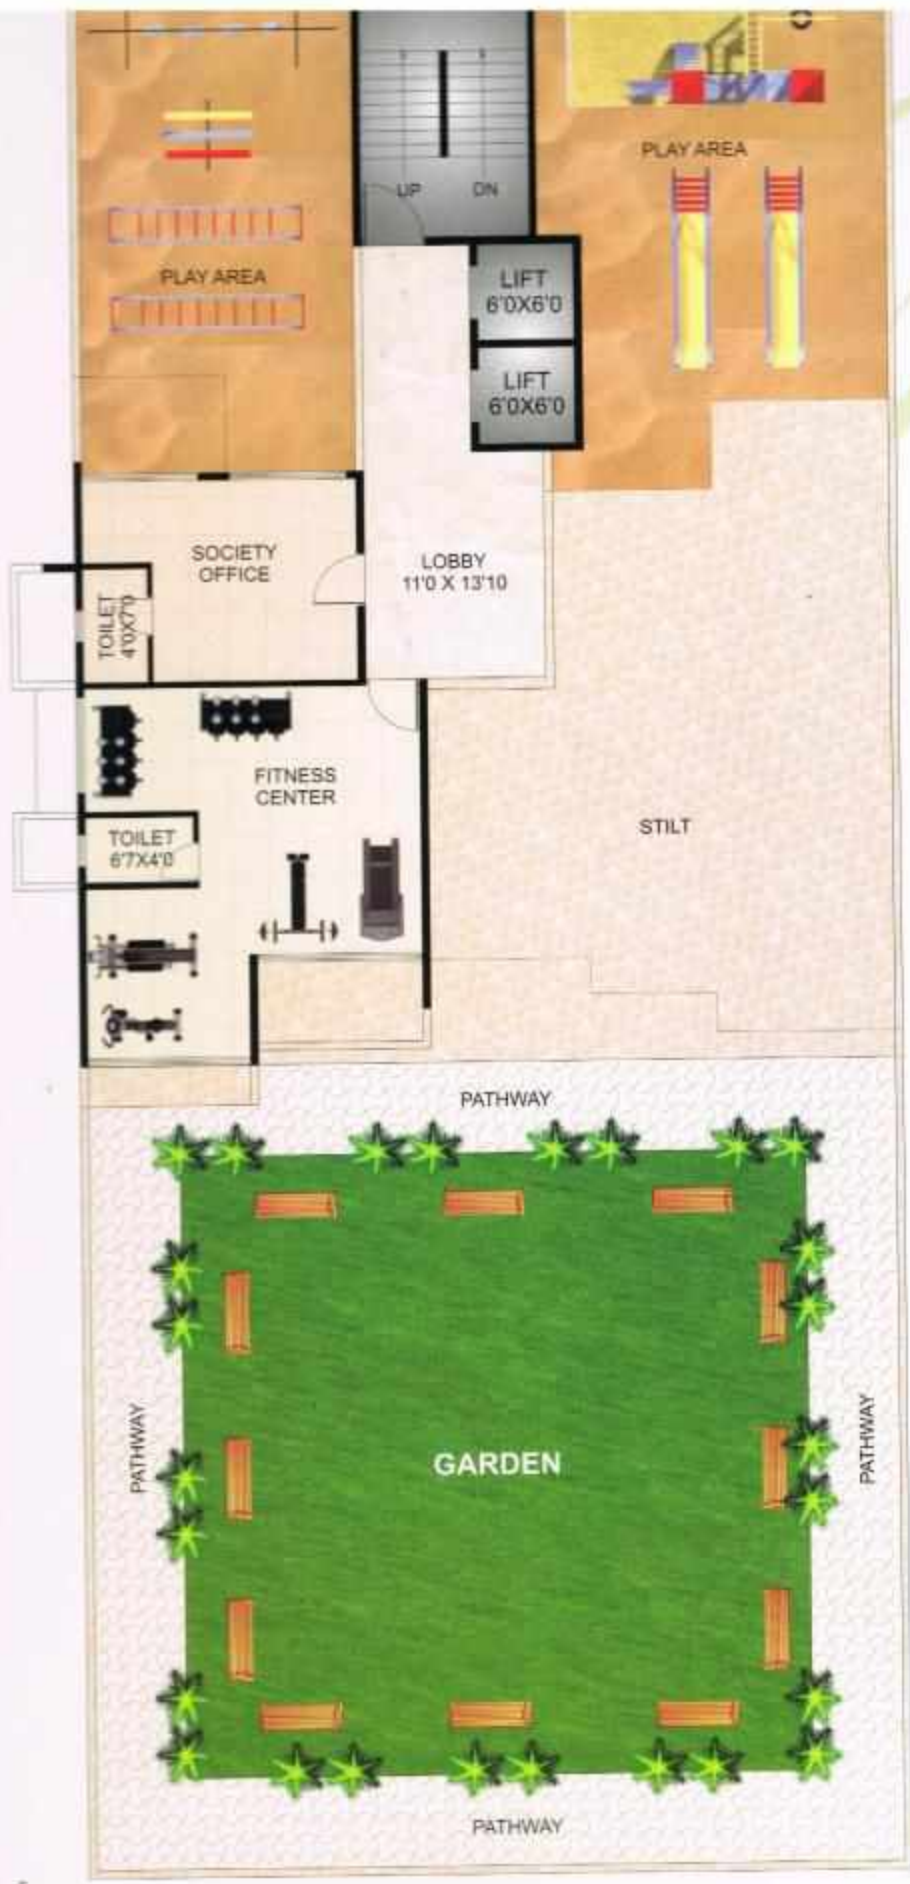 PLAY AREA
UP
DN
PLAY AREA
LIFT
6'0X6'0
LIFT
6'0X6'0
SOCIETY
OFFICE
LOBBY
11'0 X 13'10
TOILET
4'0X7'0
FITNESS
CENTER
STILT
TOILET
6'7X4'0
PATHWAY
PATHWAY
GARDEN
PATHWAY
PATHWAY